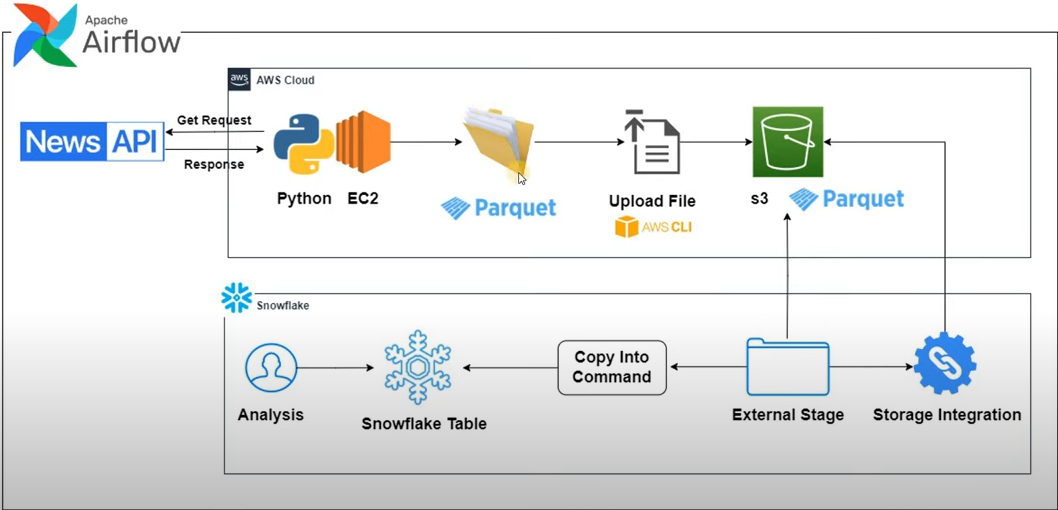 Apache
Airflow
aws
AWS Cloud
News API
Get Request
Response
Python
EC2
Parquet
Upload File
AWS CLI
s3
Parquet
Snowflake
Analysis
Snowflake Table
Copy Into
Command
External Stage
Storage Integration